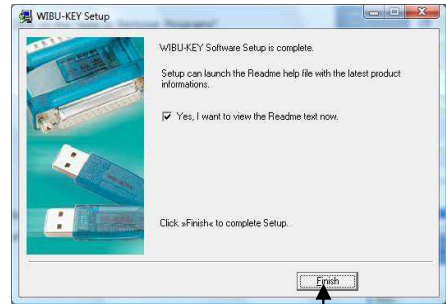 WIBU-KEY Setup
WIBU-KEY Software Setup is complete.
Setup can launch the Readme help file with the latest product
informations.
Yes, I want to view the Readme text now.
Click »Finish« to complete Setup.
Finish